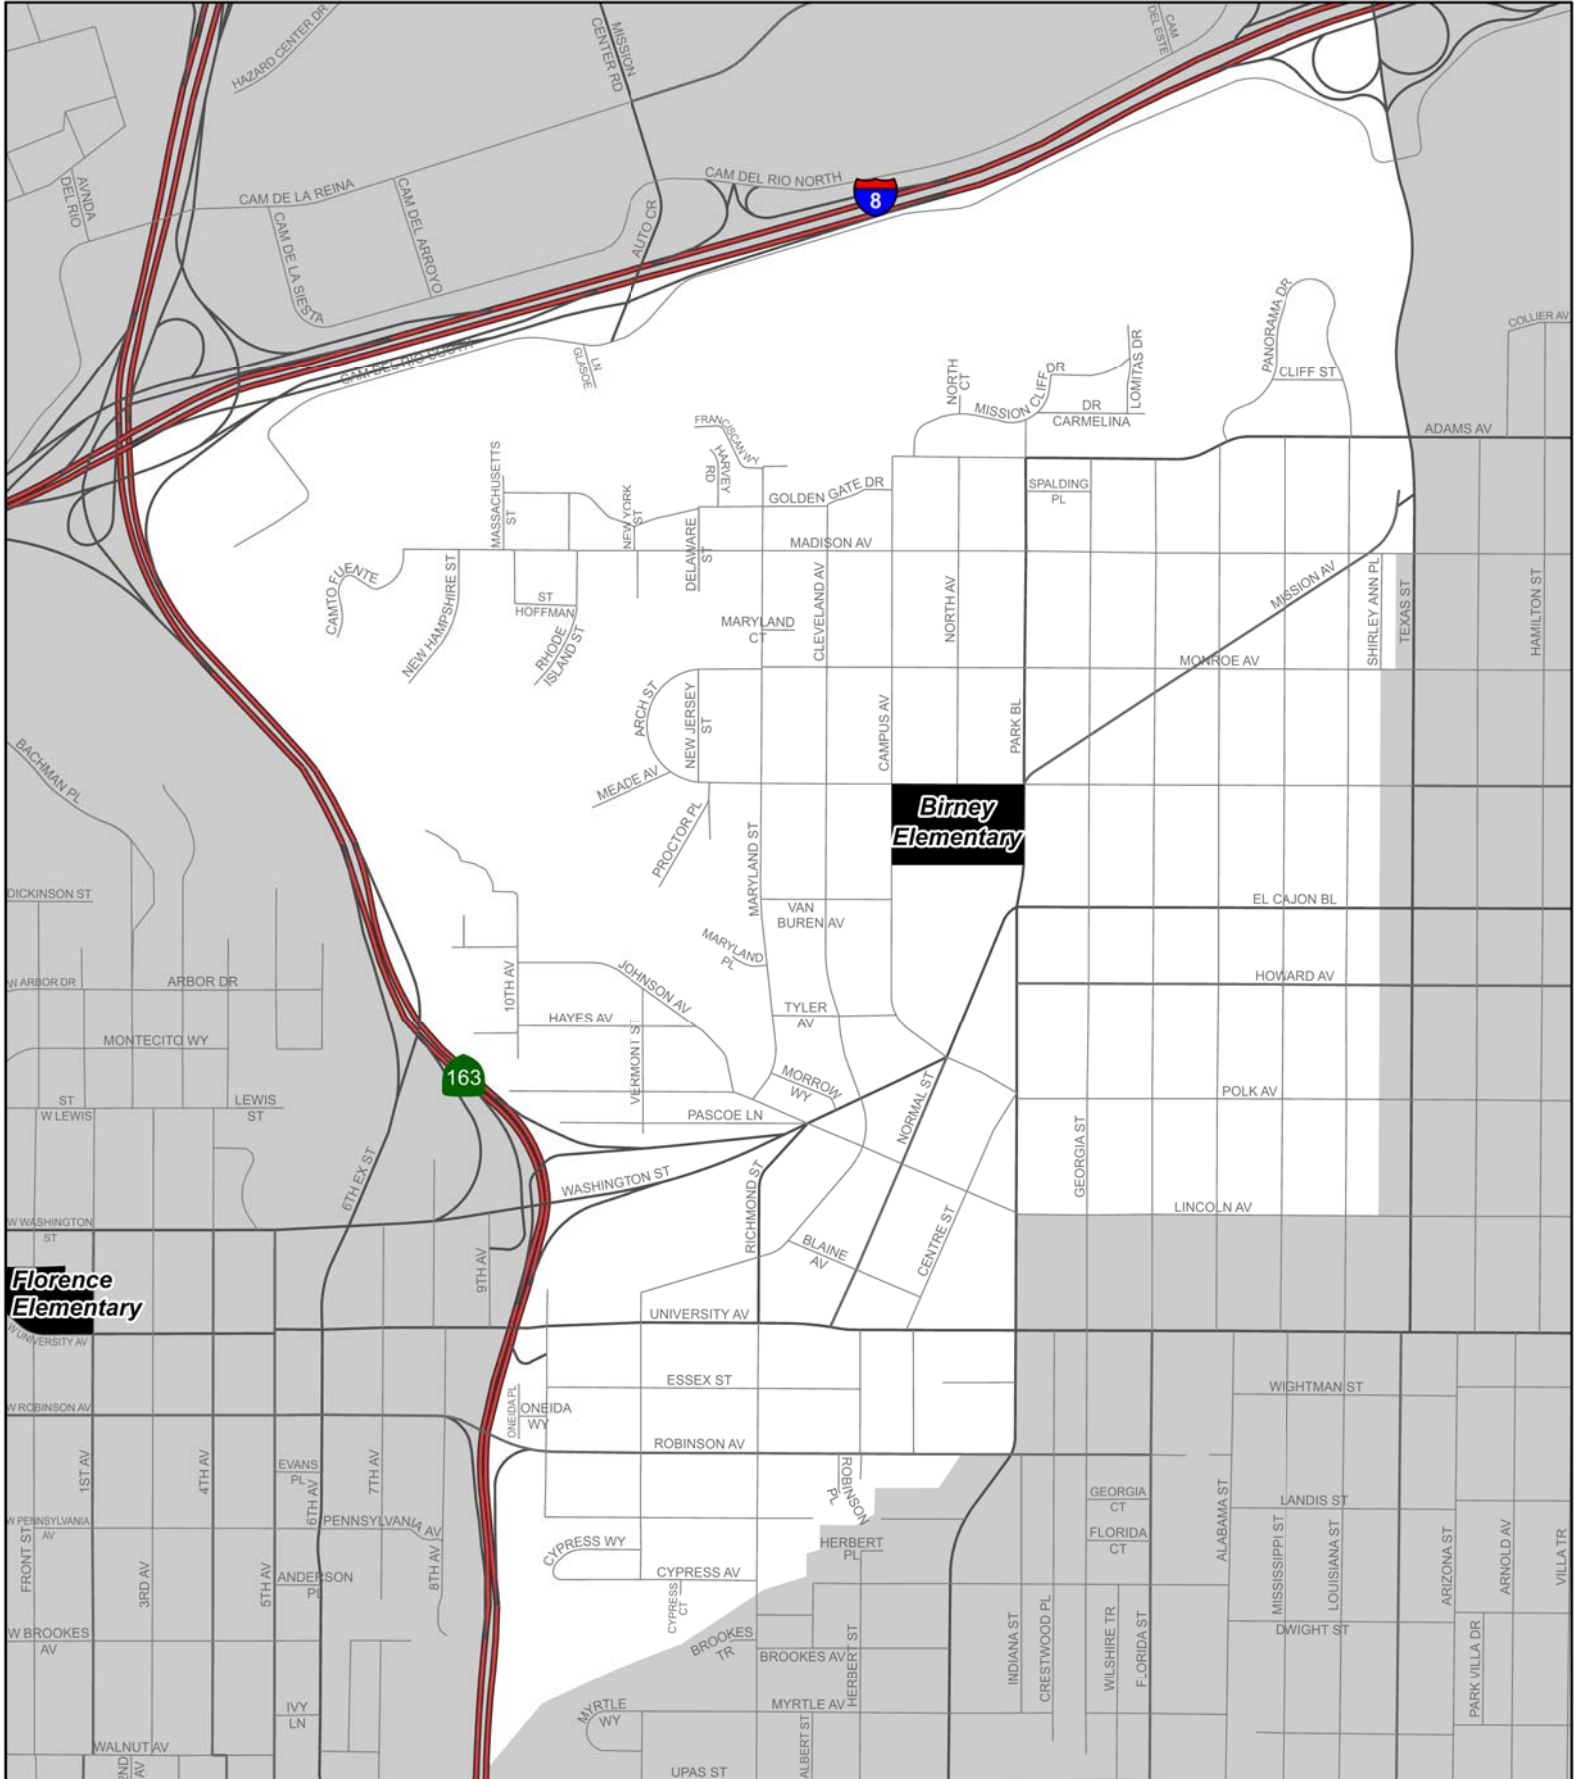 HAZARD CENTER DR
MISSION
CENTER RD
CAM
DEL ESTE
AVNDA
DEL RIO
CAM DE LA REINA
CAM DEL ARROYO
CAM DE LA SIESTA
AUTO CR
CAM DEL RIO NORTH
8
CAM DEL RIO SOUTH
LN
GLASOE
PANORAMA DR
CLIFF ST
COLLIER AV
NORTH
CT
MISSION CLIFF DR
LOMITAS DR
DR
CARMELINA
ADAMS AV
FRANCISCAN WY
HARVEY
RD
MASSACHUSETTS
ST
NEW YORK
ST
GOLDEN GATE DR
SPALDING
PL
DELAWARE
ST
MADISON AV
CAMTO FUENTE
NEW HAMPSHIRE ST
ST
HOFFMAN
RHODE
ISLAND ST
MARYLAND
CT
CLEVELAND AV
NORTH AV
MISSION AV
SHIRLEY ANN PL
TEXAS ST
HAMILTON ST
MONROE AV
ARCH ST
NEW JERSEY
ST
CAMPUS AV
PARK BL
MEADE AV
PROCTOR PL
BACHMAN PL
Birney
Elementary
MARYLAND ST
DICKINSON ST
VAN
BUREN AV
EL CAJON BL
MARYLAND
PL
W ARBOR DR
ARBOR DR
10TH AV
JOHNSON AV
HOWARD AV
HAYES AV
VERMONT ST
TYLER
AV
MONTECITO WY
163
MORROW
WY
POLK AV
ST
W LEWIS
LEWIS
ST
PASCOE LN
NORMAL ST
GEORGIA ST
6TH EX ST
WASHINGTON ST
RICHMOND ST
LINCOLN AV
W WASHINGTON
ST
9TH AV
BLAINE
AV
CENTRE ST
Florence
Elementary
UNIVERSITY AV
W UNIVERSITY AV
ESSEX ST
WIGHTMAN ST
W ROBINSON AV
ONEIDA PL
ONEIDA
WY
ROBINSON AV
1ST AV
4TH AV
EVANS
PL
6TH AV
7TH AV
ROBINSON
PL
GEORGIA
CT
ALABAMA ST
LANDIS ST
W PENNSYLVANIA
AV
PENNSYLVANIA AV
FLORIDA
CT
MISSISSIPPI ST
LOUISIANA ST
ARIZONA ST
ARNOLD AV
VILLA TR
FRONT ST
3RD AV
5TH AV
ANDERSON
PL
8TH AV
CYPRESS WY
HERBERT
PL
CYPRESS AV
CYPRESS
CT
W BROOKES
AV
BROOKES
TR
BROOKES AV
HERBERT ST
INDIANA ST
CRESTWOOD PL
WILSHIRE TR
FLORIDA ST
DWIGHT ST
PARK VILLA DR
IVY
LN
MYRTLE
WY
MYRTLE AV
WALNUT AV
2ND
AV
UPAS ST
ALBERT ST